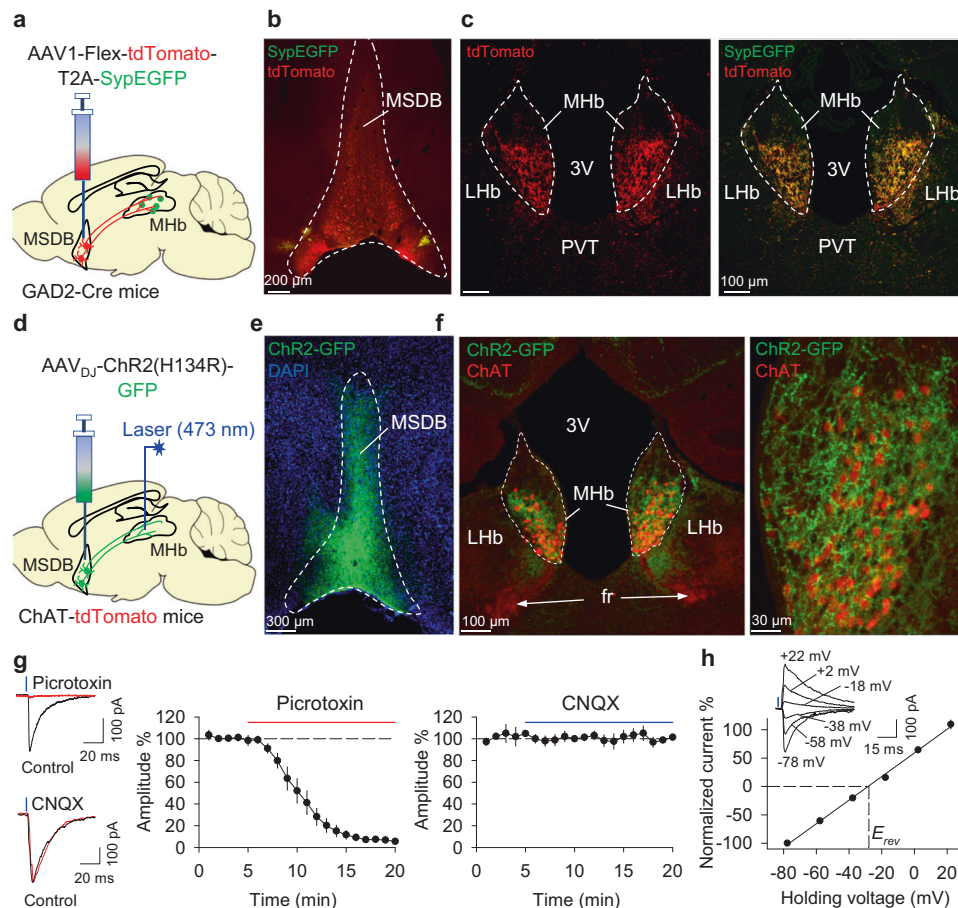 a
AAV1-Flex-tdTomato-
T2A-SypEGFP
MSDB
MHb
GAD2-Cre mice
b
SypEGFP
tdTomato
MSDB
200 µm
c
tdTomato
MHb
LHb
3V
LHb
PVT
SypEGFP
tdTomato
MHb
LHb
3V
LHb
PVT
100 µm
d
AAVDJ-ChR2(H134R)-
GFP
Laser (473 nm)
MSDB
MHb
ChAT-tdTomato mice
e
ChR2-GFP
DAPI
MSDB
300 µm
f
ChR2-GFP
ChAT
3V
MHb
LHb
LHb
fr
100 µm
ChR2-GFP
ChAT
30 µm
g
Picrotoxin
100 pA
20 ms
Control
CNQX
100 pA
20 ms
Control
Picrotoxin
Amplitude %
120
100
80
60
40
20
0
0 5 10 15 20
Time (min)
CNQX
Amplitude %
120
100
80
60
40
20
0
0 5 10 15 20
Time (min)
h
+22 mV
+2 mV
-18 mV
-38 mV
-58 mV
-78 mV
100 pA
15 ms
Normalized current %
100
50
0
-50
-100
Erev
-80 -60 -40 -20 0 20
Holding voltage (mV)